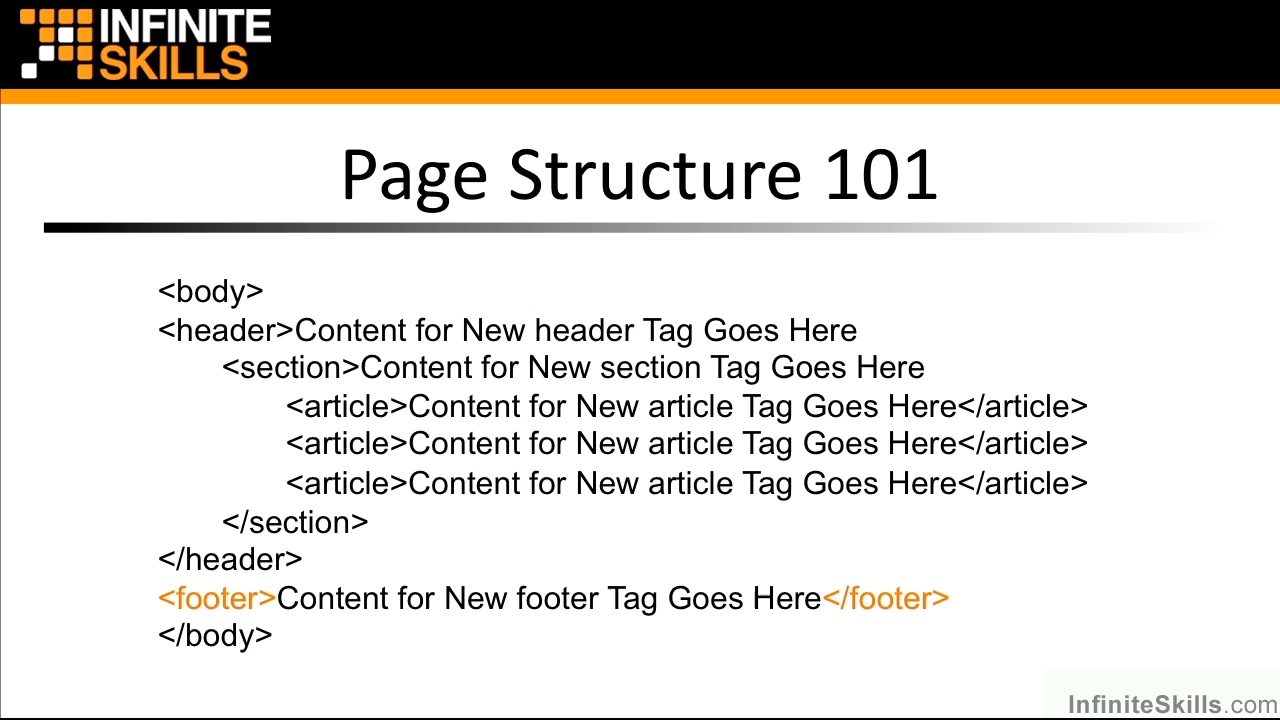 INFINITE
SKILLS
Page Structure 101
<body>
<header>Content for New header Tag Goes Here
<section>Content for New section Tag Goes Here
<article>Content for New article Tag Goes Here</article>
<article>Content for New article Tag Goes Here</article>
<article>Content for New article Tag Goes Here</article>
</section>
</header>
<footer>Content for New footer Tag Goes Here</footer>
</body>
InfiniteSkills.com